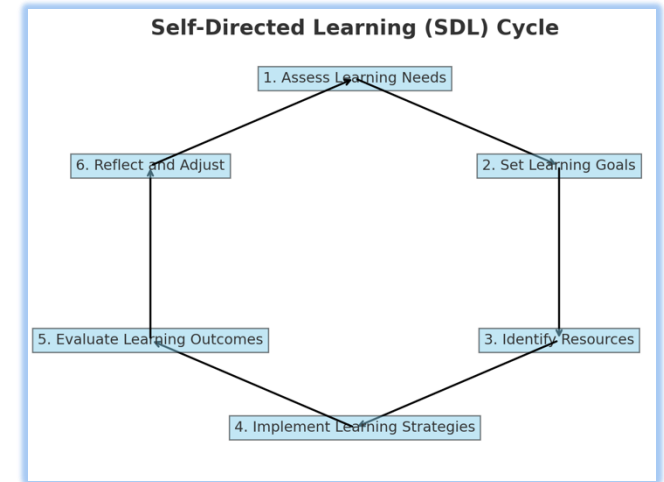 Self-Directed Learning (SDL) Cycle
1. Assess Learning Needs
2. Set Learning Goals
3. Identify Resources
4. Implement Learning Strategies
5. Evaluate Learning Outcomes
6. Reflect and Adjust